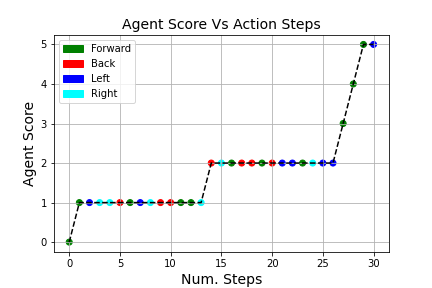 Agent Score Vs Action Steps
Forward
Back
Left
Right
5
4
3
2
1
0
Agent Score
0 5 10 15 20 25 30
Num. Steps